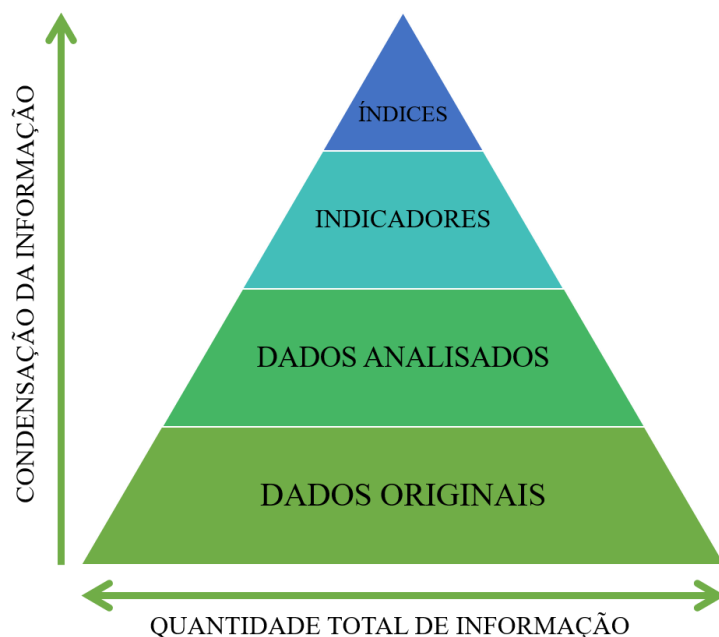 CONDENSAÇÃO DA INFORMAÇÃO
ÍNDICES
INDICADORES
DADOS ANALISADOS
DADOS ORIGINAIS
QUANTIDADE TOTAL DE INFORMAÇÃO